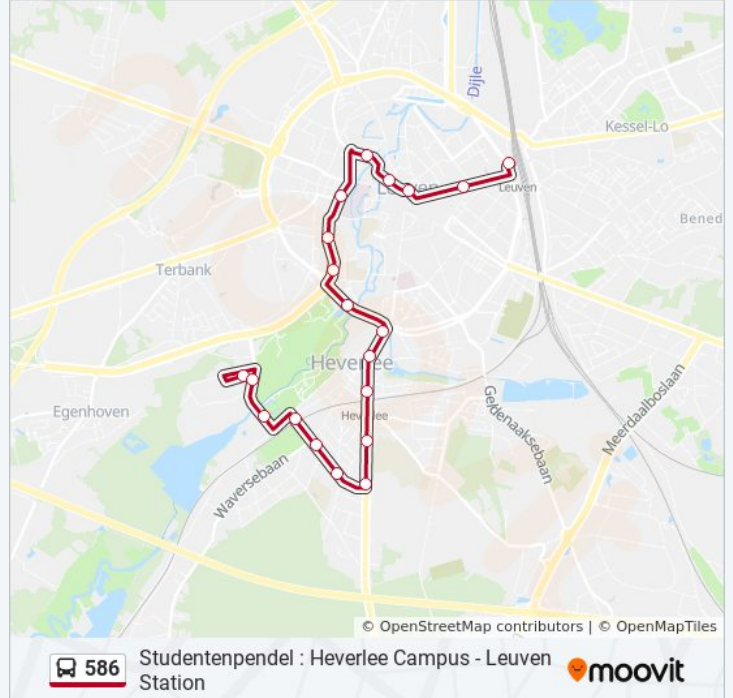 Dijle
Kessel-Lo
Leuven
Leuven
Bened
Terbank
Heverlee
Egenhoven
Heverlee
Geldenaaksebaan
Meerdaalboslaan
Waversebaan
© OpenStreetMap contributors | © OpenMapTiles
586
Studentenpendel : Heverlee Campus - Leuven
Station
moovit